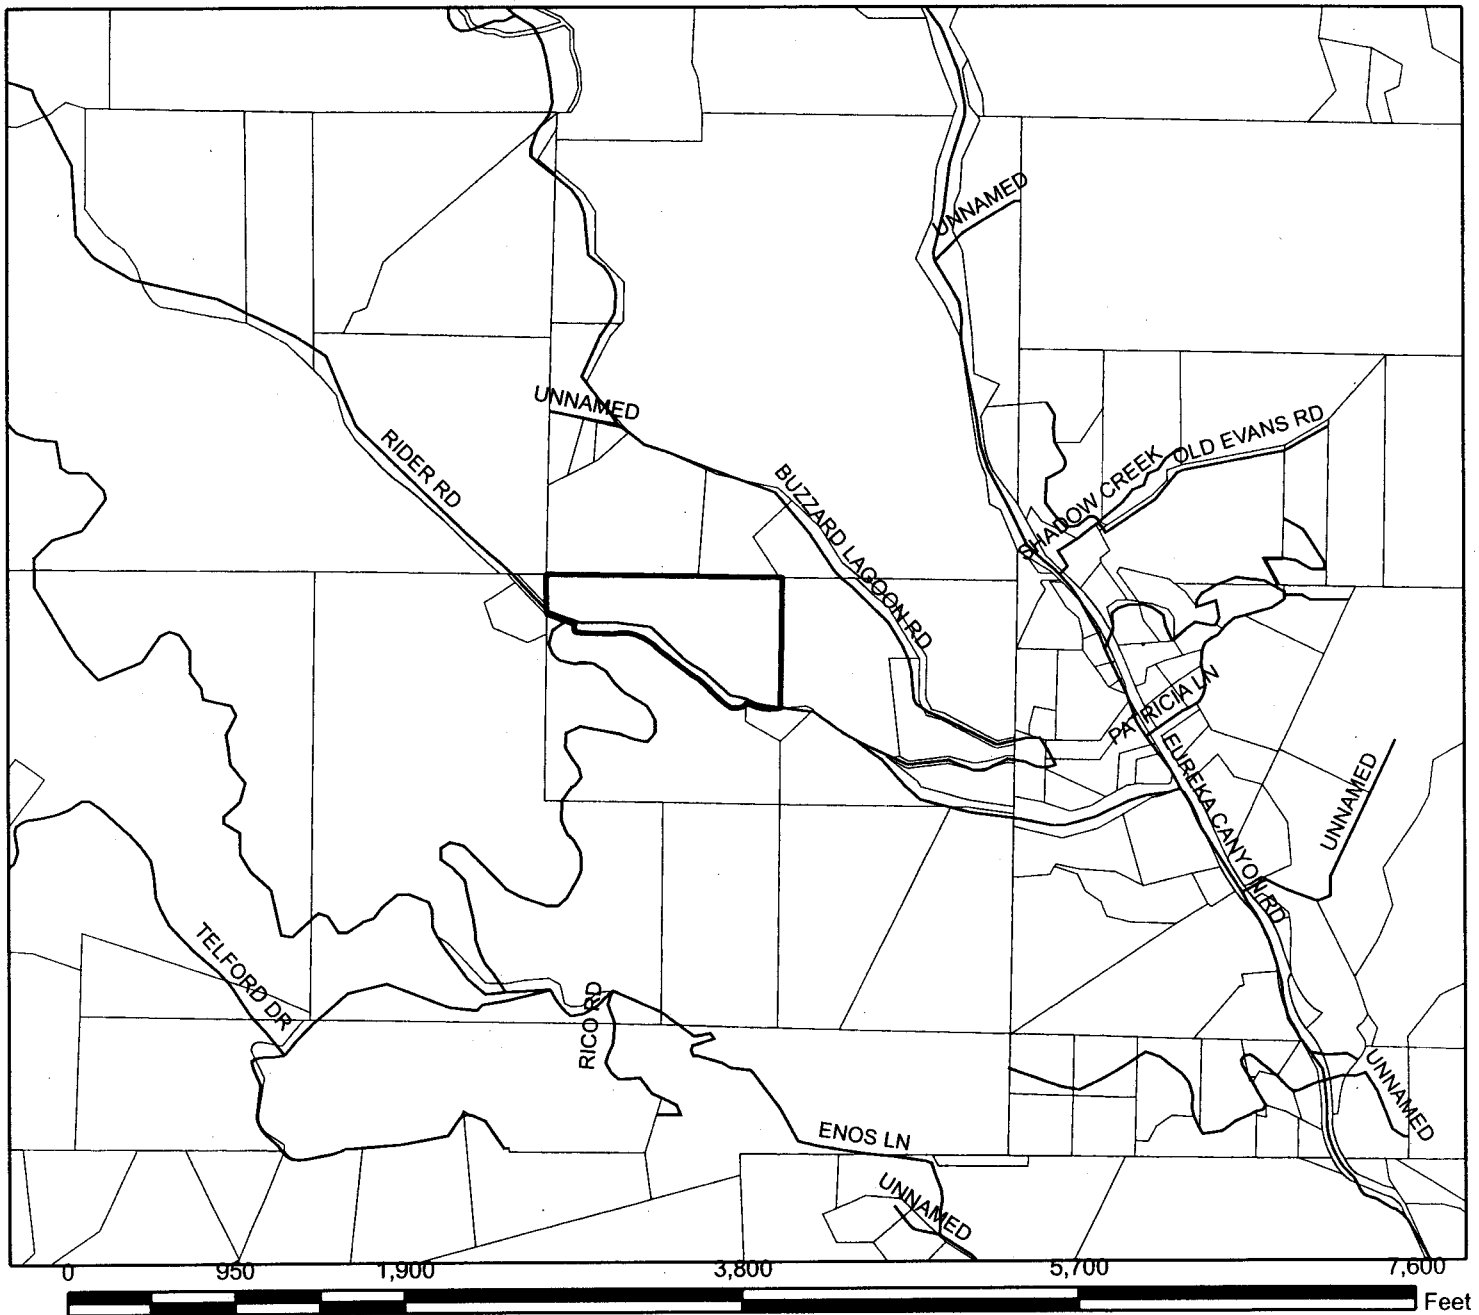 UNNAMED
UNNAMED
RIDER RD
BUZZARD LAGOON RD
SHADOW CREEK
OLD EVANS RD
PATRICIA LN
EUREKA CANYON RD
UNNAMED
TELFORD DR
RICO RD
UNNAMED
ENOS LN
UNNAMED
0 950 1,900 3,800 5,700 7,600
Feet